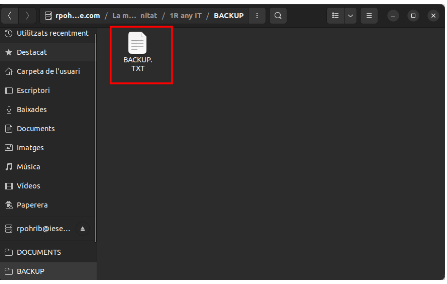 rpoh...e.com / La m... nitat / 1R any IT / BACKUP
Utilitzats recentment
Destacat
Carpeta de l'usuari
Escriptori
Baixades
Documents
Imatges
Música
Vídeos
Paperera
rpohrib@iese...
DOCUMENTS
BACKUP
BACKUP.
TXT